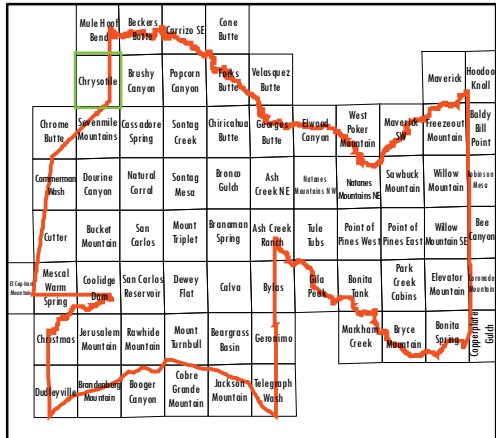 Mule Hoof Bend
Beckers Butte
Carrizo SE
Cone Butte
Chrysotile
Brushy Canyon
Popcorn Canyon
Forks Butte
Velasquez Butte
Maverick
Hoodoo Knoll
Chrome Butte
Sevenmile Mountains
Cassadore Spring
Sontag Creek
Chiricahua Butte
Georges Butte
Elwood Canyon
West Poker Mountain
Maverick SW
Freezeout Mountain
Baldy Bill Point
Cammerman Wash
Dourine Canyon
Natural Corral
Sontag Mesa
Bronco Gulch
Ash Creek NE
Natanes Mountains NW
Natanes Mountains NE
Sawbuck Mountain
Willow Mountain
Robinson Mesa
Cutter
Bucket Mountain
San Carlos
Mount Triplet
Branaman Spring
Ash Creek Ranch
Tule Tubs
Point of Pines West
Point of Pines East
Willow Mountain SE
Bee Canyon
El Capitan Mountain
Mescal Warm Spring
Coolidge Dam
San Carlos Reservoir
Dewey Flat
Calva
Bylas
Gila Peak
Bonita Tank
Park Creek Cabins
Elevator Mountain
Coronado Mountain
Christmas
Jerusalem Mountain
Rawhide Mountain
Mount Turnbull
Beargrass Basin
Geronimo
Markham Creek
Bryce Mountain
Bonita Spring
Copperplate Gulch
Dudleyville
Brandenburg Mountain
Booger Canyon
Cobre Grande Mountain
Jackson Mountain
Telegraph Wash